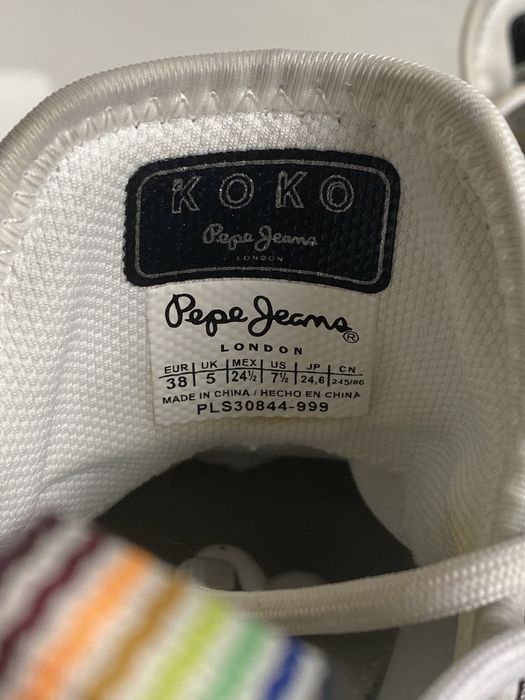 KOKO
Pepe Jeans
LONDON
Pepe Jeans®
LONDON
EUR UK MEX US JP CN
38 5 24½ 7½ 24,6 245/86
MADE IN CHINA / HECHO EN CHINA
PLS30844-999